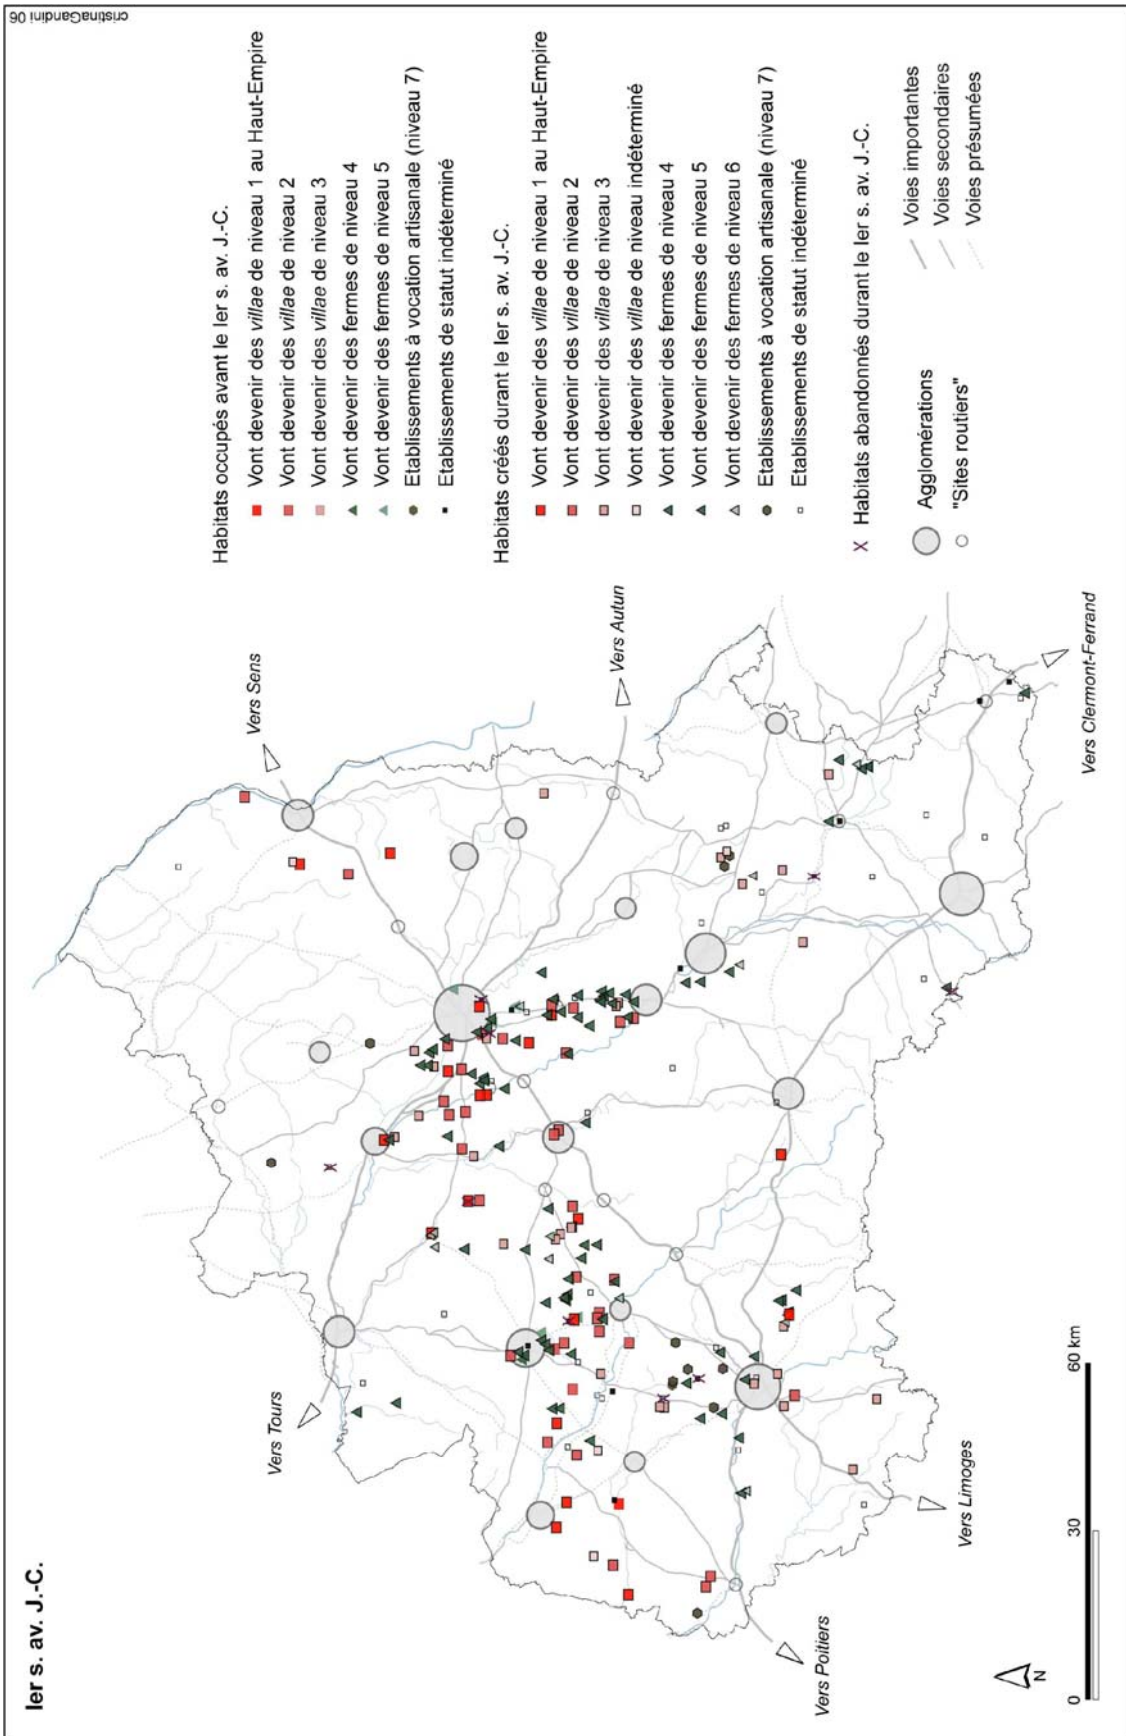 Ier s. av. J.-C.
cristinaGandini 06
Vers Sens
Vers Tours
Vers Autun
Vers Poitiers
Vers Limoges
Vers Clermont-Ferrand
N
0
30
60 km
Habitats occupés avant le Ier s. av. J.-C.
Vont devenir des villae de niveau 1 au Haut-Empire
Vont devenir des villae de niveau 2
Vont devenir des villae de niveau 3
Vont devenir des fermes de niveau 4
Vont devenir des fermes de niveau 5
Etablissements à vocation artisanale (niveau 7)
Etablissements de statut indéterminé
Habitats créés durant le Ier s. av. J.-C.
Vont devenir des villae de niveau 1 au Haut-Empire
Vont devenir des villae de niveau 2
Vont devenir des villae de niveau 3
Vont devenir des villae de niveau indéterminé
Vont devenir des fermes de niveau 4
Vont devenir des fermes de niveau 5
Vont devenir des fermes de niveau 6
Etablissements à vocation artisanale (niveau 7)
Etablissements de statut indéterminé
Habitats abandonnés durant le Ier s. av. J.-C.
Agglomérations
"Sites routiers"
Voies importantes
Voies secondaires
Voies présumées